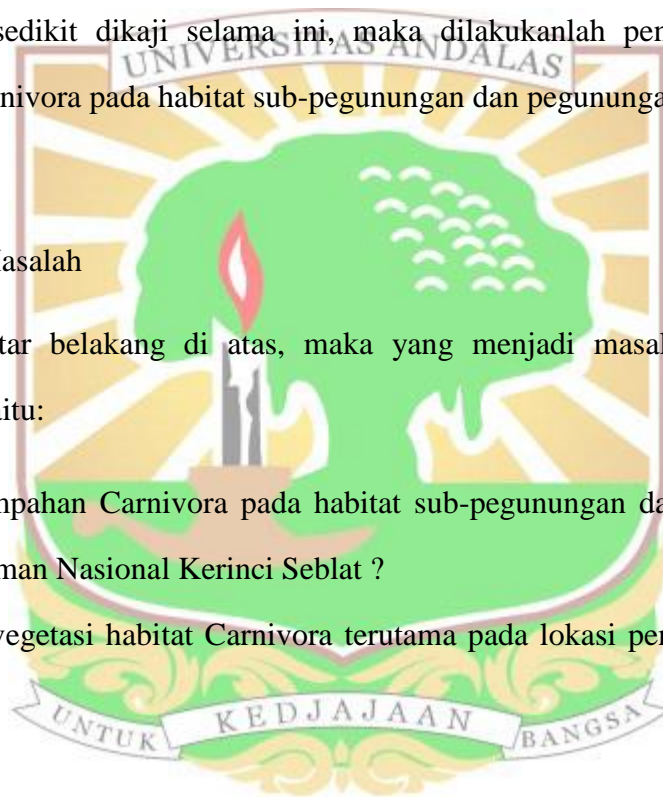 sedikit dikaji selama ini, maka dilakukanlah pen
UNIVERSITAS ANDALAS
nivora pada habitat sub-pegunungan dan pegununga
asalah
tar belakang di atas, maka yang menjadi masal
itu:
mpahan Carnivora pada habitat sub-pegunungan da
man Nasional Kerinci Seblat ?
vegetasi habitat Carnivora terutama pada lokasi per
UNTUK KEDJAJAAN BANGSA